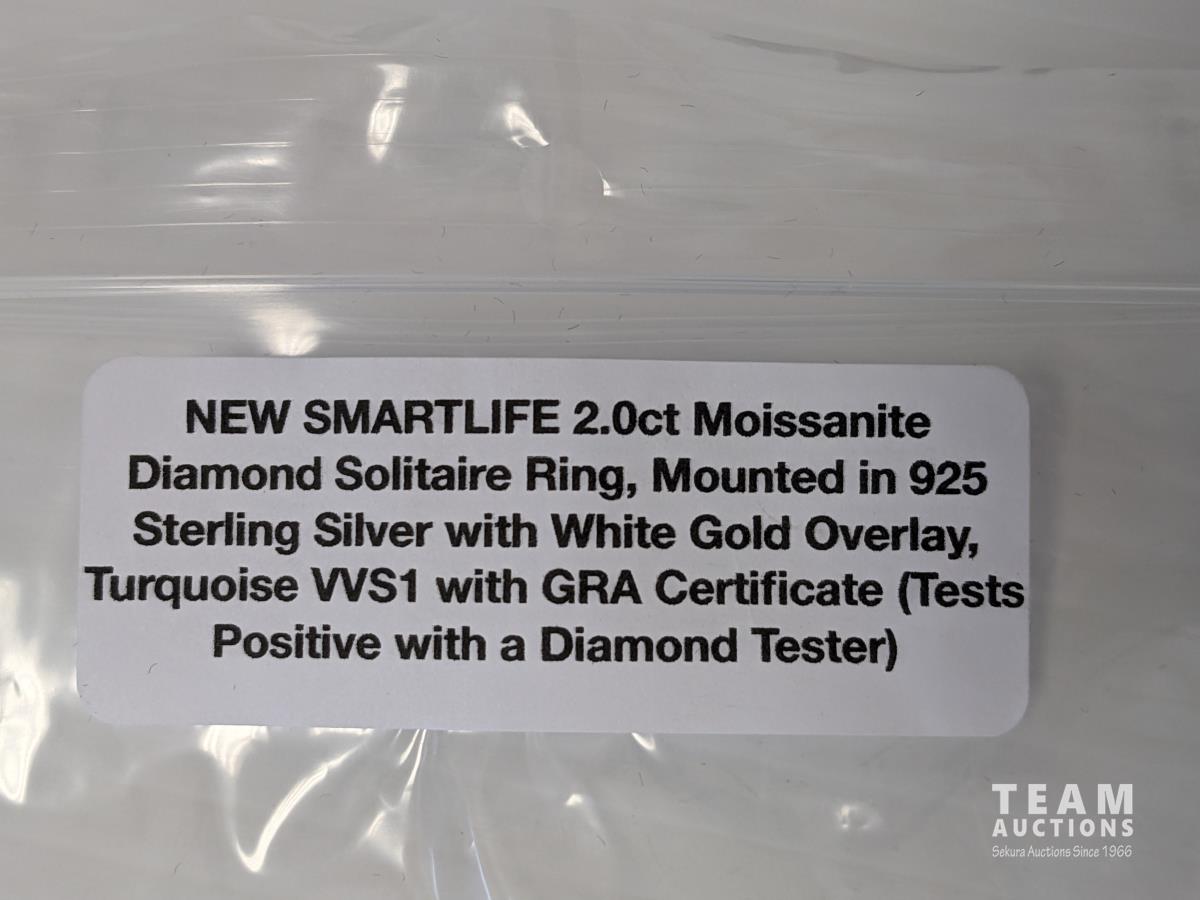 NEW SMARTLIFE 2.0ct Moissanite
Diamond Solitaire Ring, Mounted in 925
Sterling Silver with White Gold Overlay,
Turquoise VVS1 with GRA Certificate (Tests
Positive with a Diamond Tester)
TEAM
AUCTIONS
Sekura Auctions Since 1966